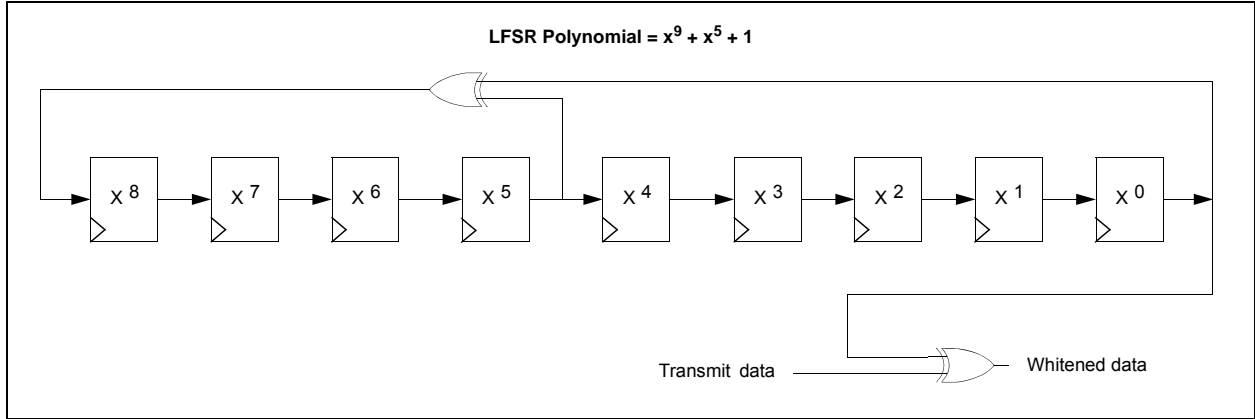 LFSR Polynomial = x⁹ + x⁵ + 1
X 8 X 7 X 6 X 5 X 4 X 3 X 2 X 1 X 0
Transmit data
Whitened data